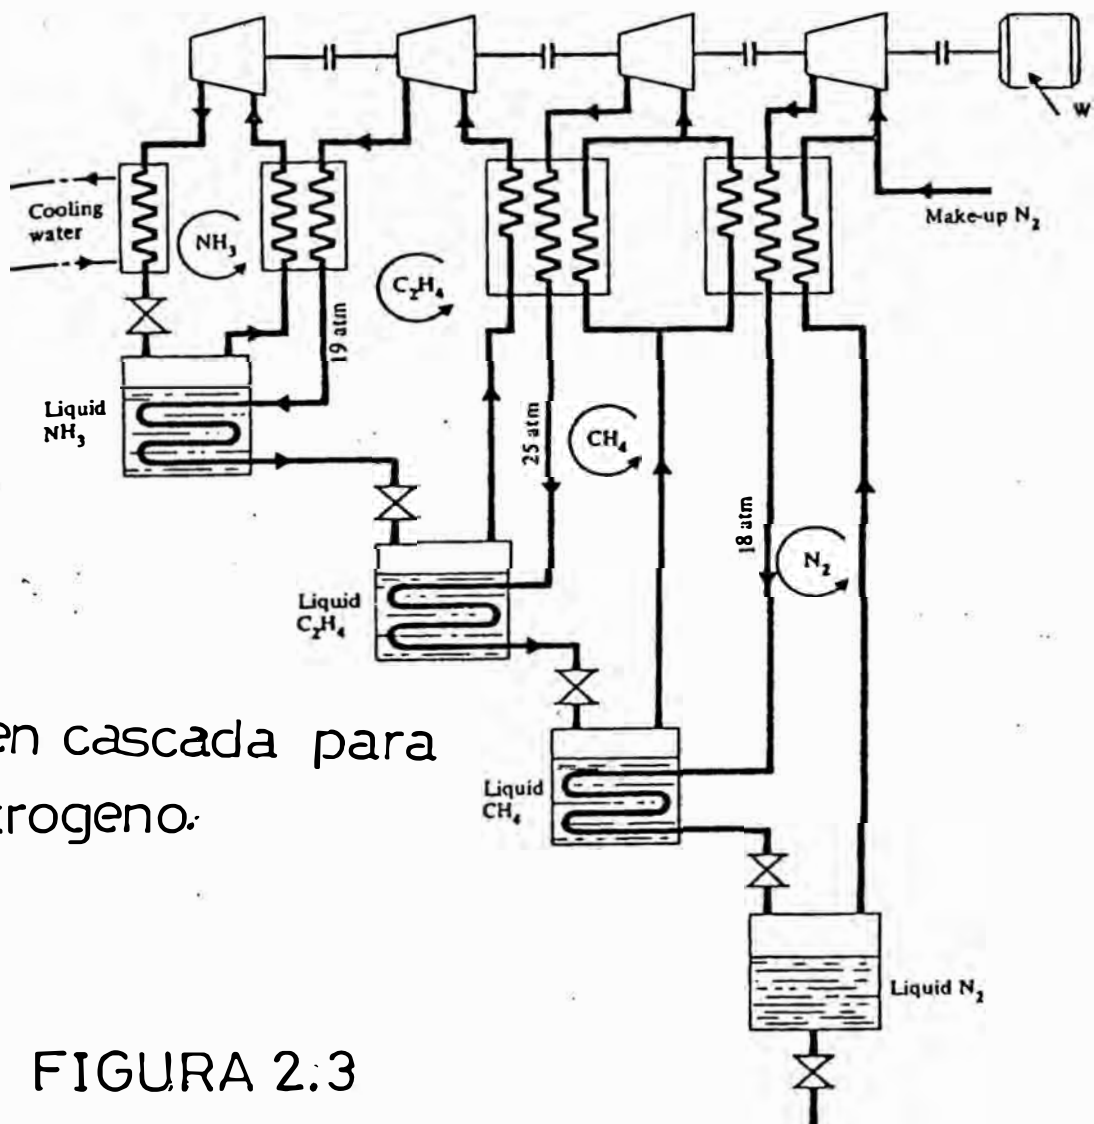 W
Cooling
water
NH₃
C₂H₄
Make-up N₂
19 atm
Liquid
NH₃
25 atm
CH₄
18 atm
N₂
Liquid
C₂H₄
en cascada para
Liquid
CH₄
rogeno.
Liquid N₂
FIGURA 2.3